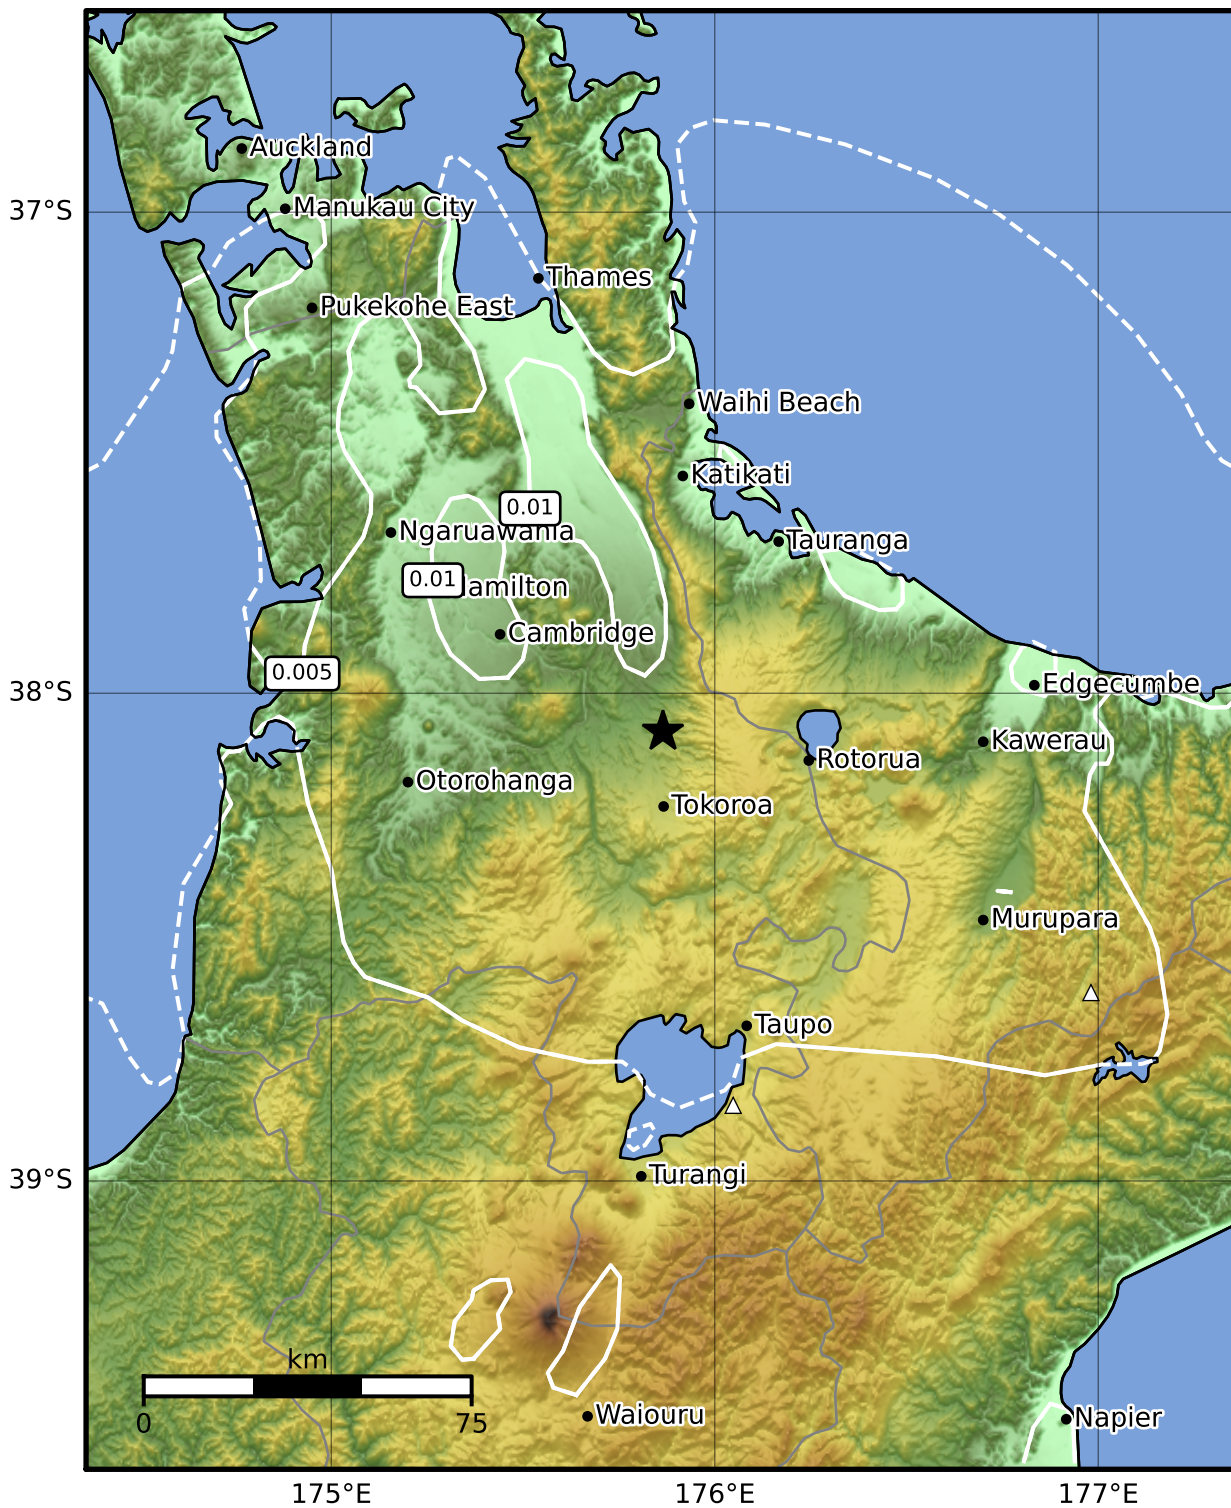 Auckland
37°S
Manukau City
Thames
Pukekohe East
Waihi Beach
Katikati
0.01
Ngaruawahia
Tauranga
0.01
amilton
Cambridge
0.005
38°S
Edgecumbe
Kawerau
Rotorua
Otorohanga
Tokoroa
Murupara
Taupo
39°S
Turangi
km
0
75
Waiouru
Napier
175°E
176°E
177°E